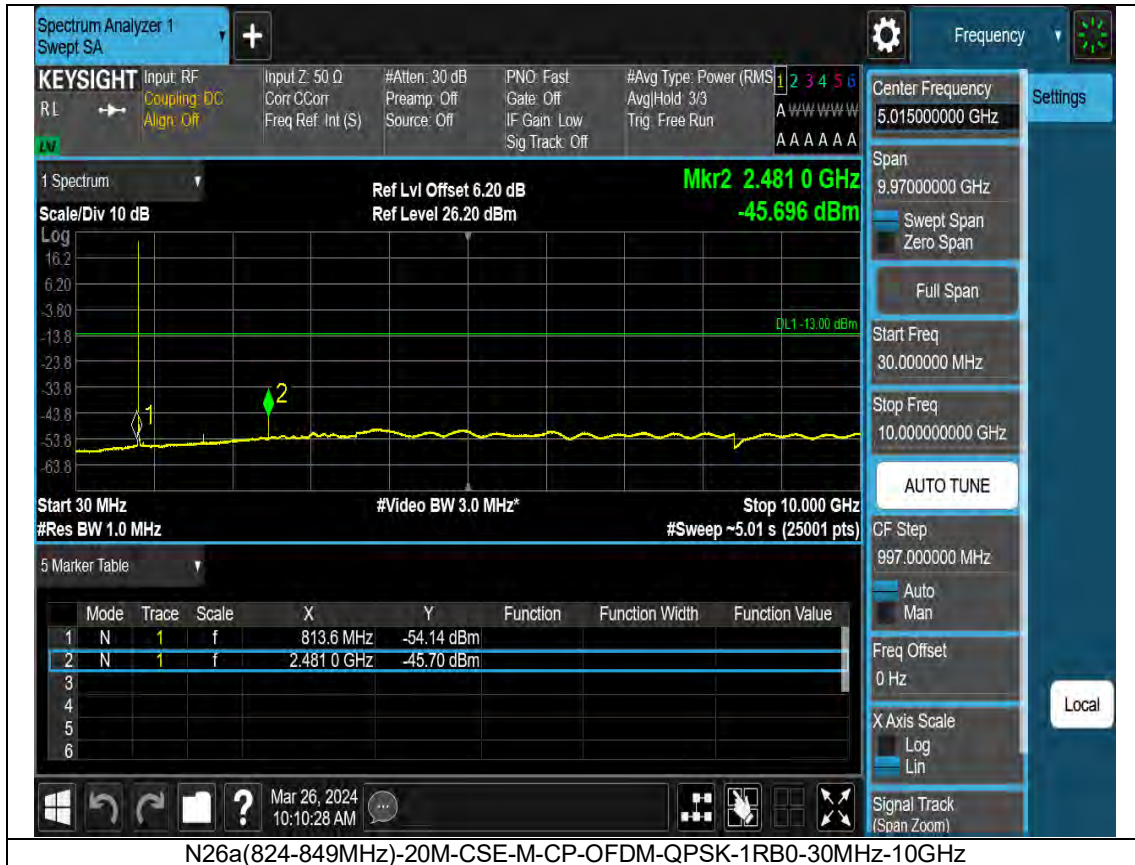 Spectrum Analyzer 1
Swept SA
Frequency
KEYSIGHT
RL
Input: RF
Coupling: DC
Align: Off
Input Z: 50 Ω
Corr CCorr
Freq Ref: Int (S)
#Atten: 30 dB
Preamp: Off
Source: Off
PNO: Fast
Gate: Off
IF Gain: Low
Sig Track: Off
#Avg Type: Power (RMS
Avg|Hold: 3/3
Trig: Free Run
1 2 3 4 5 6
A W W W W W
A A A A A A
Settings
Center Frequency
5.015000000 GHz
Span
9.97000000 GHz
Swept Span
Zero Span
Full Span
Start Freq
30.000000 MHz
Stop Freq
10.000000000 GHz
AUTO TUNE
CF Step
997.000000 MHz
Auto
Man
Freq Offset
0 Hz
X Axis Scale
Log
Lin
Signal Track
(Span Zoom)
Local
1 Spectrum
Scale/Div 10 dB
Ref Lvl Offset 6.20 dB
Ref Level 26.20 dBm
Mkr2 2.481 0 GHz
-45.696 dBm
Log
16.2
6.20
-3.80
-13.8
-23.8
-33.8
-43.8
-53.8
-63.8
DL1 -13.00 dBm
1
2
Start 30 MHz
#Video BW 3.0 MHz*
Stop 10.000 GHz
#Res BW 1.0 MHz
#Sweep ~5.01 s (25001 pts)
5 Marker Table
Mode Trace Scale X Y Function Function Width Function Value
1 N 1 f 813.6 MHz -54.14 dBm
2 N 1 f 2.481 0 GHz -45.70 dBm
3
4
5
6
Mar 26, 2024
10:10:28 AM
N26a(824-849MHz)-20M-CSE-M-CP-OFDM-QPSK-1RB0-30MHz-10GHz